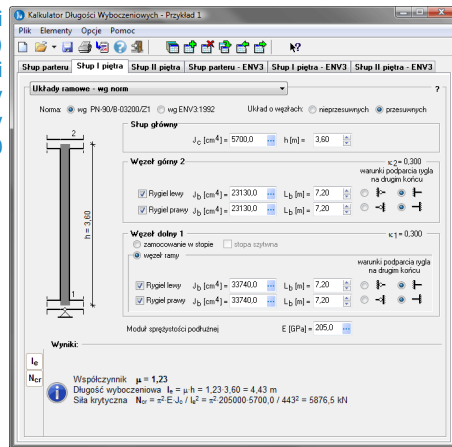 Kalkulator Długości Wyboczeniowych - Przykład 1
Plik Elementy Opcje Pomoc
Słup parteru Słup I piętra Słup II piętra Słup parteru - ENV3 Słup I piętra - ENV3 Słup II piętra - ENV3
Układy ramowe - wg norm ?
Norma: wg PN-90/B-03200/Z1 wg ENV3:1992 Układ o węzłach: nieprzesuwnych przesuwnych
Słup główny
Jc [cm⁴] = 5700,0 ... h [m] = 3,60
2
Węzeł górny 2 κ2 = 0,300
warunki podparcia rygla
na drugim końcu
Rygiel lewy Jb [cm⁴] = 23130,0 ... Lb [m] = 7,20
Rygiel prawy Jb [cm⁴] = 23130,0 ... Lb [m] = 7,20
h = 3,60
Węzeł dolny 1 κ1 = 0,300
zamocowanie w stopie stopa sztywna
węzeł ramy
warunki podparcia rygla
na drugim końcu
Rygiel lewy Jb [cm⁴] = 33740,0 ... Lb [m] = 7,20
Rygiel prawy Jb [cm⁴] = 33740,0 ... Lb [m] = 7,20
1
Moduł sprężystości podłużnej E [GPa] = 205,0 ...
Wyniki:
le
Ncr
Współczynnik μ = 1,23
Długość wyboczeniowa le = μ·h = 1,23·3,60 = 4,43 m
Siła krytyczna Ncr = π²·E·Jc / le² = π²·205000·5700,0 / 443² = 5876,5 kN